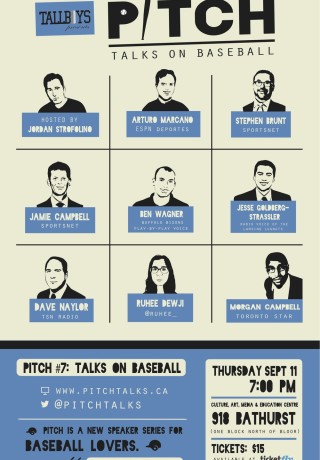 TALLBOYS
PITCH
TALKS ON BASEBALL
HOSTED BY
JORDAN STROFOLINO
ARTURO MARCANO
ESPN DEPORTES
STEPHEN BRUNT
SPORTSNET
JAMIE CAMPBELL
SPORTSNET
BEN WAGNER
BUFFALO BISONS
PLAY-BY-PLAY VOICE
JESSE GOLDBERG-
STRASSLER
RADIO VOICE OF THE
LANSING LUGNUTS
DAVE NAYLOR
TSN RADIO
RUHEE DEWJI
@RUHEE_
MORGAN CAMPBELL
TORONTO STAR
PITCH #7: TALKS ON BASEBALL
WWW.PITCHTALKS.CA
@PITCHTALKS
PITCH IS A NEW SPEAKER SERIES FOR
BASEBALL LOVERS.
THURSDAY SEPT 11
7:00 PM
CULTURE, ART, MEDIA & EDUCATION CENTRE
918 BATHURST
(ONE BLOCK NORTH OF BLOOR)
TICKETS: $15
AVAILABLE AT ticketfly